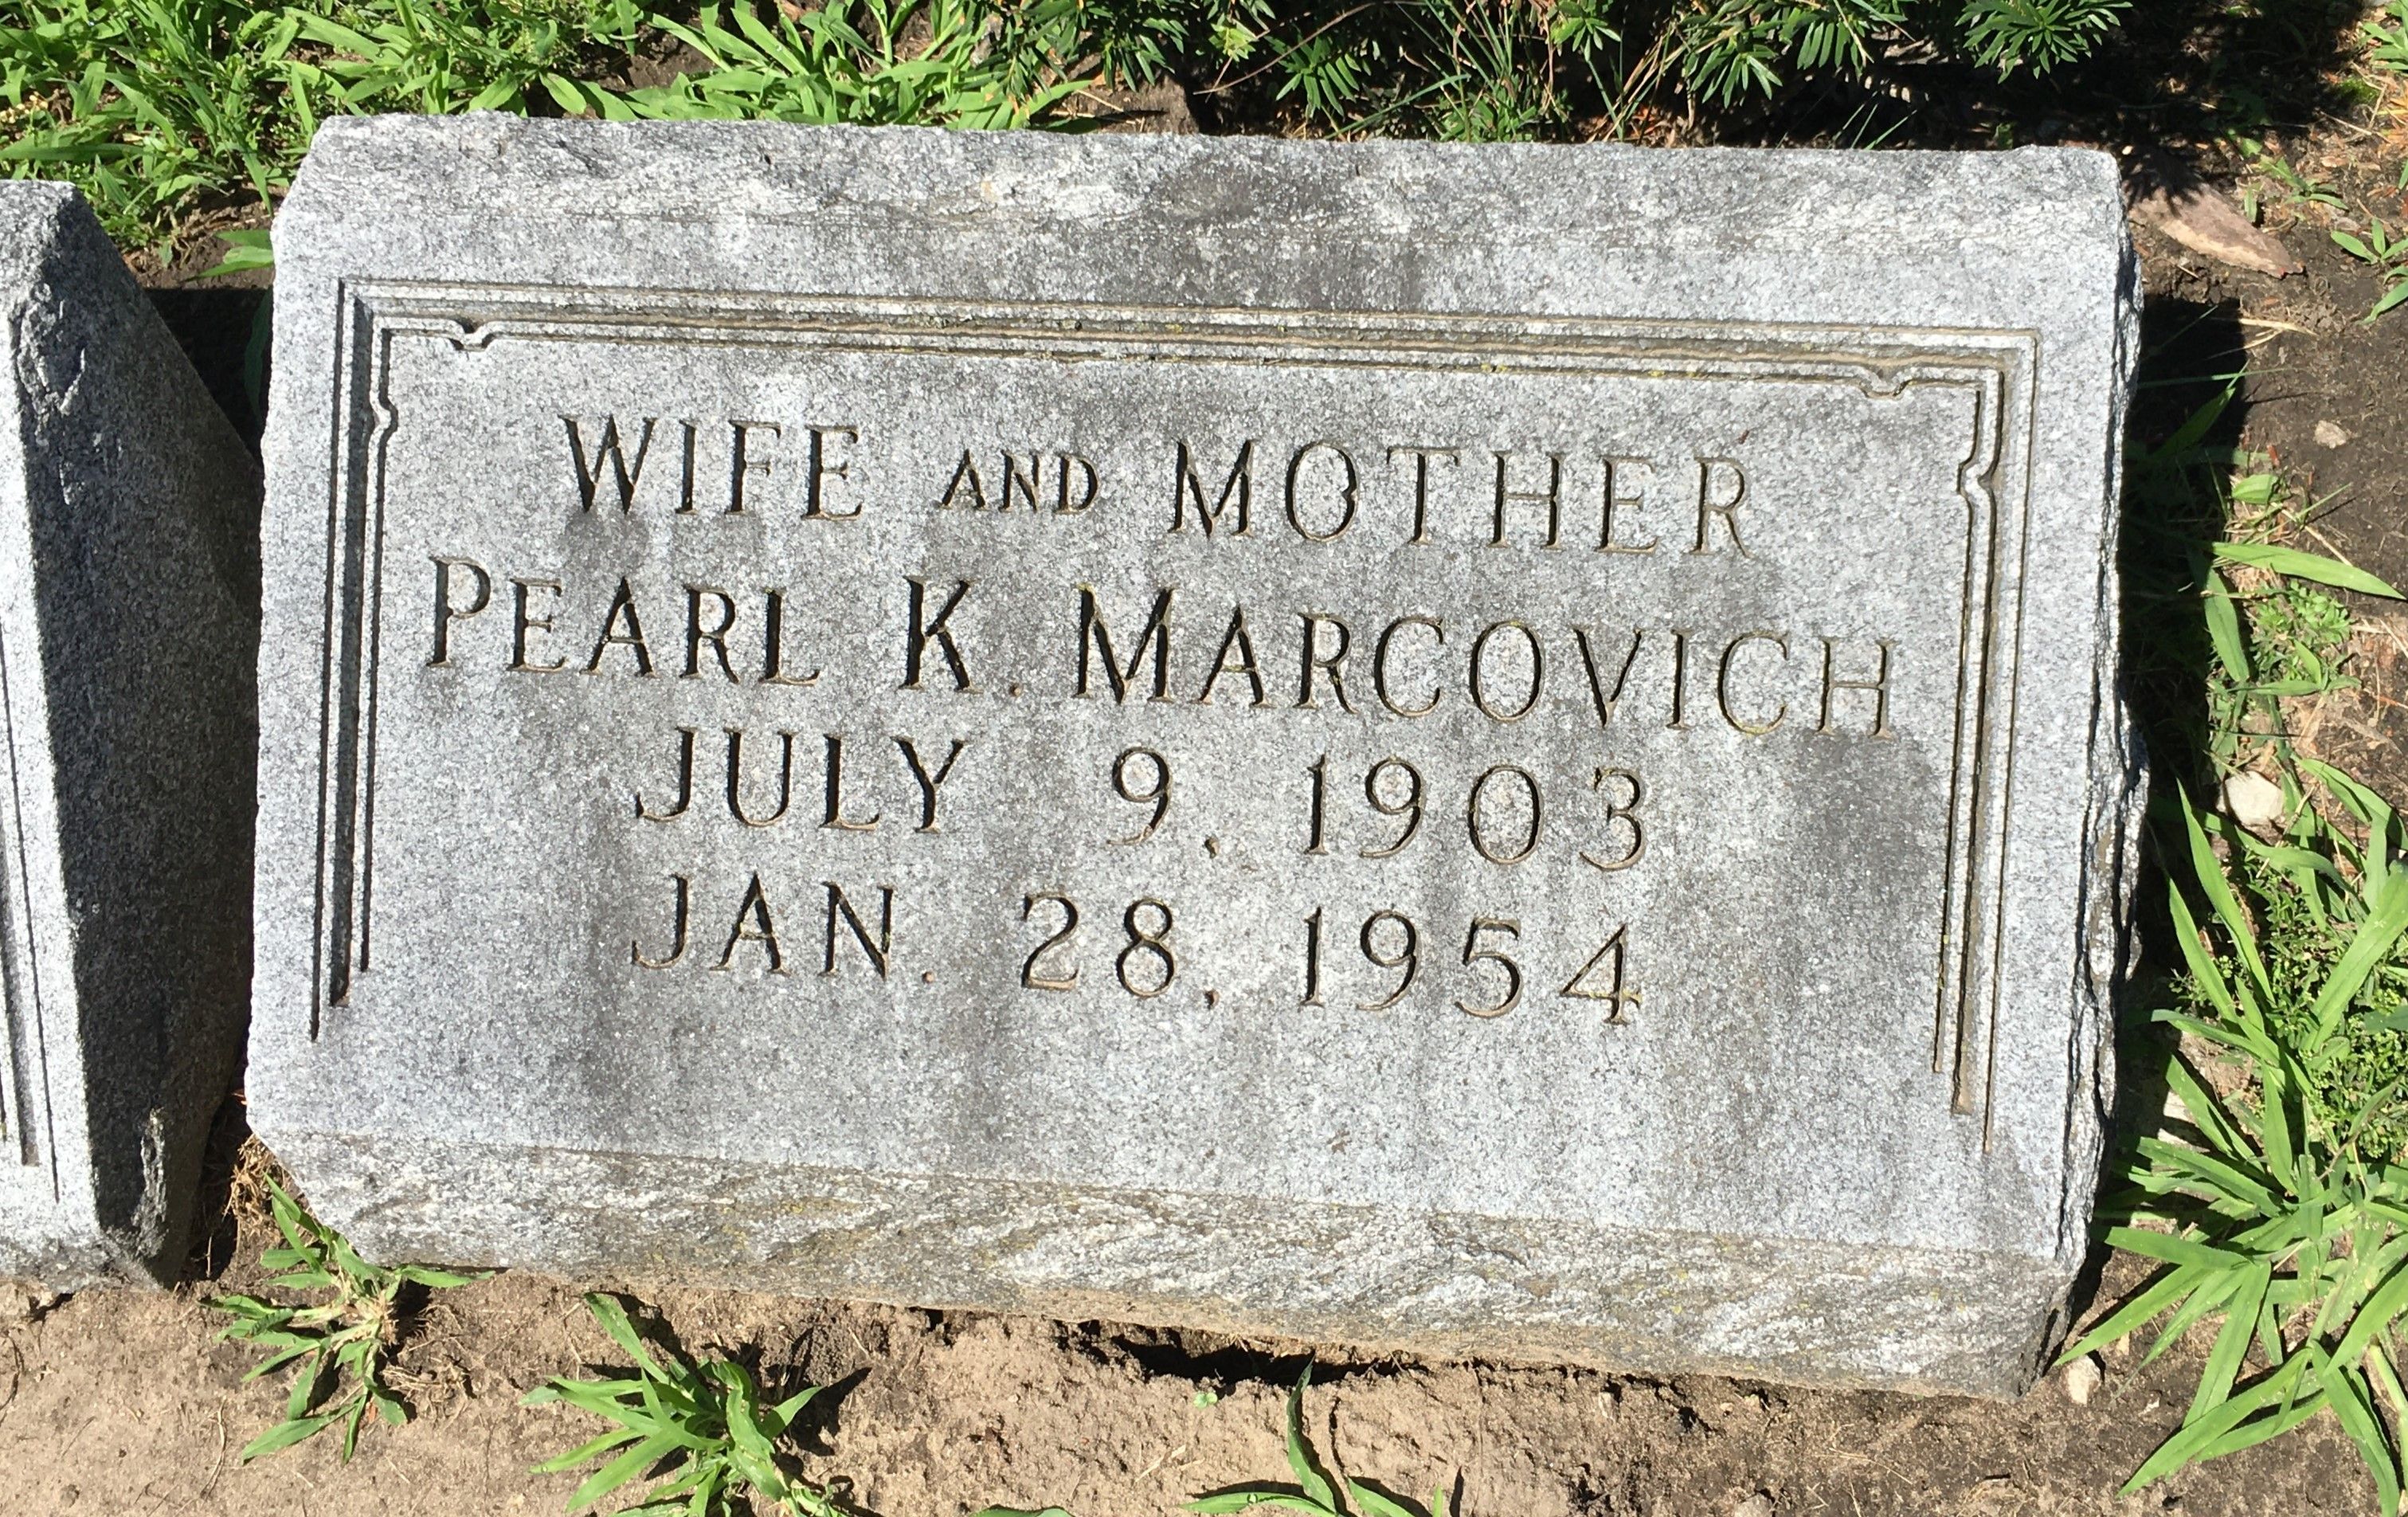 WIFE AND MOTHER
PEARL K. MARCOVICH
JULY 9, 1903
JAN. 28, 1954